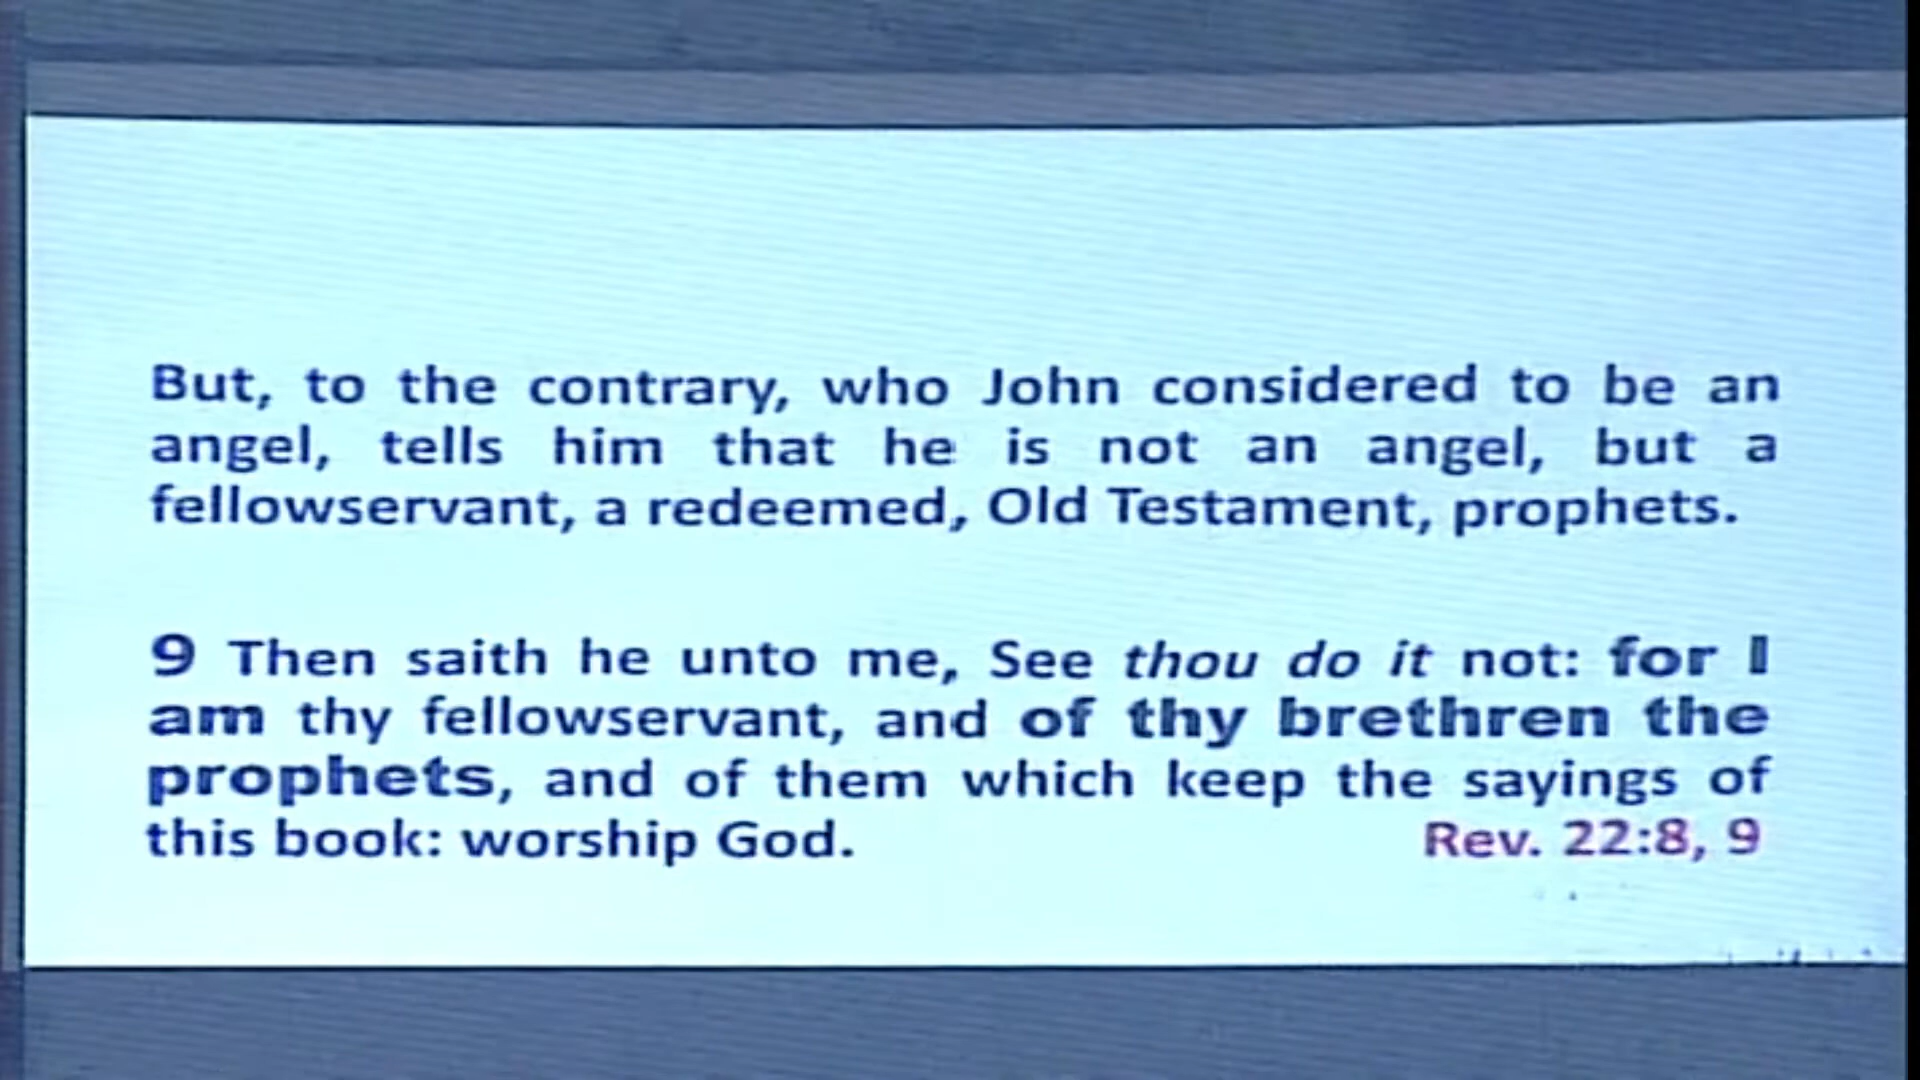 But, to the contrary, who John considered to be an
angel, tells him that he is not an angel, but a
fellowservant, a redeemed, Old Testament, prophets.
9 Then saith he unto me, See thou do it not: for I
am thy fellowservant, and of thy brethren the
prophets, and of them which keep the sayings of
this book: worship God.
Rev. 22:8, 9